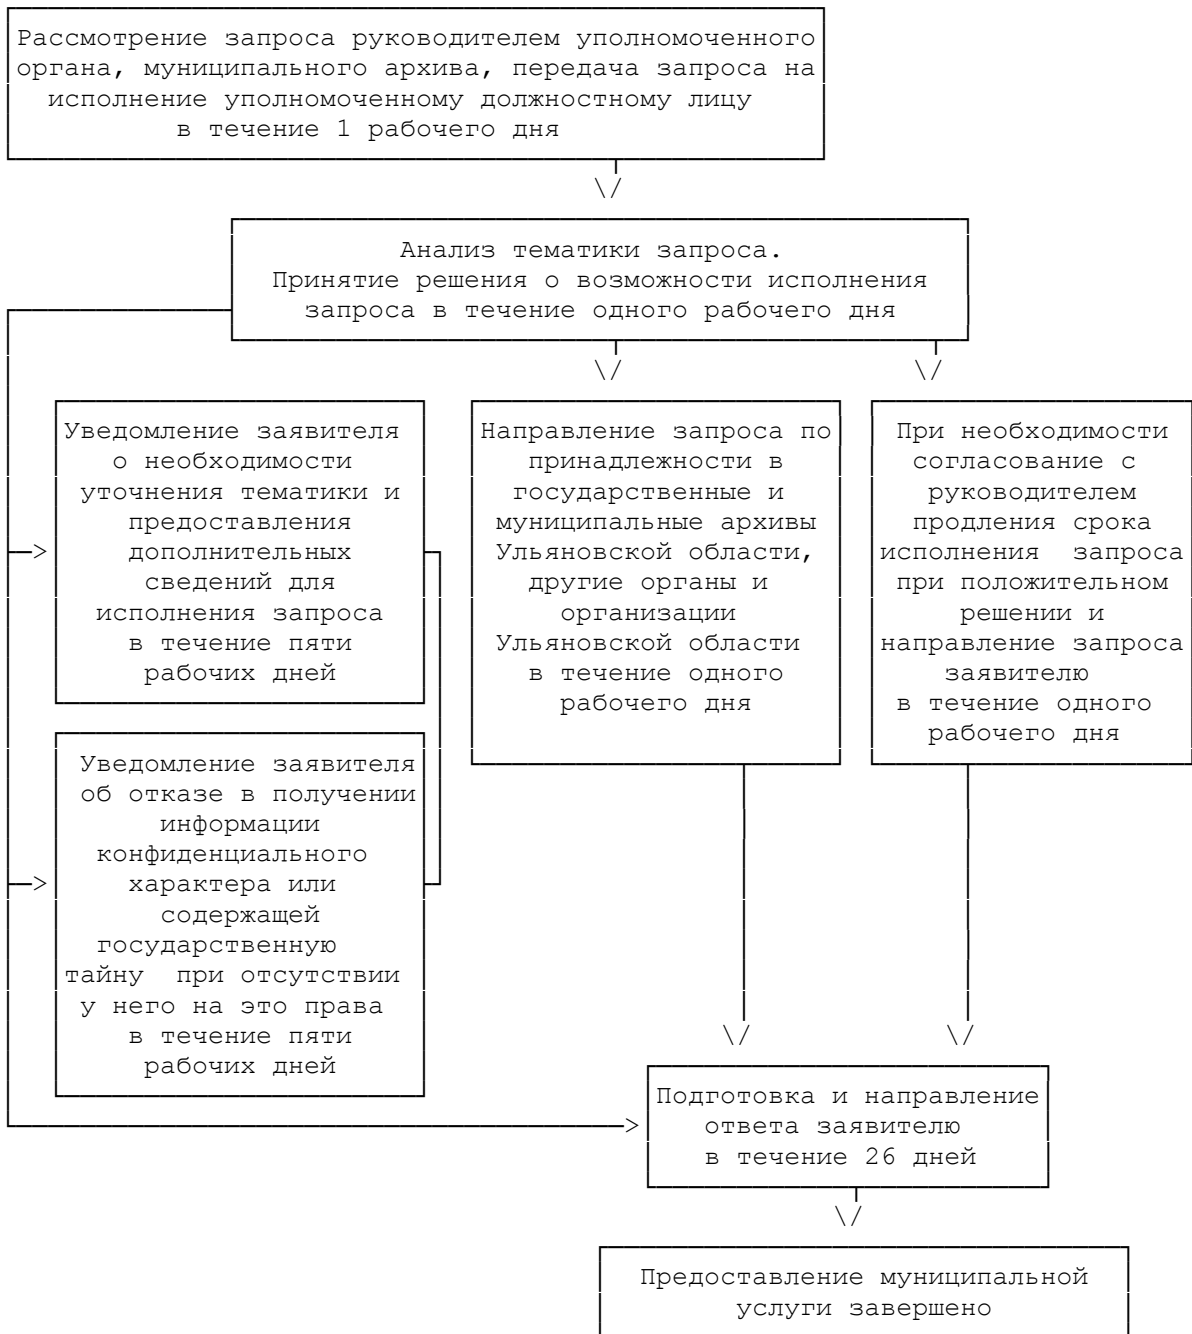 Рассмотрение запроса руководителем уполномоченного
органа, муниципального архива, передача запроса на
исполнение уполномоченному должностному лицу
в течение 1 рабочего дня
Анализ тематики запроса.
Принятие решения о возможности исполнения
запроса в течение одного рабочего дня
Уведомление заявителя
о необходимости
уточнения тематики и
предоставления
дополнительных
сведений для
исполнения запроса
в течение пяти
рабочих дней
Направление запроса по
принадлежности в
государственные и
муниципальные архивы
Ульяновской области,
другие органы и
организации
Ульяновской области
в течение одного
рабочего дня
При необходимости
согласование с
руководителем
продления срока
исполнения запроса
при положительном
решении и
направление запроса
заявителю
в течение одного
рабочего дня
Уведомление заявителя
об отказе в получении
информации
конфиденциального
характера или
содержащей
государственную
тайну при отсутствии
у него на это права
в течение пяти
рабочих дней
Подготовка и направление
ответа заявителю
в течение 26 дней
Предоставление муниципальной
услуги завершено